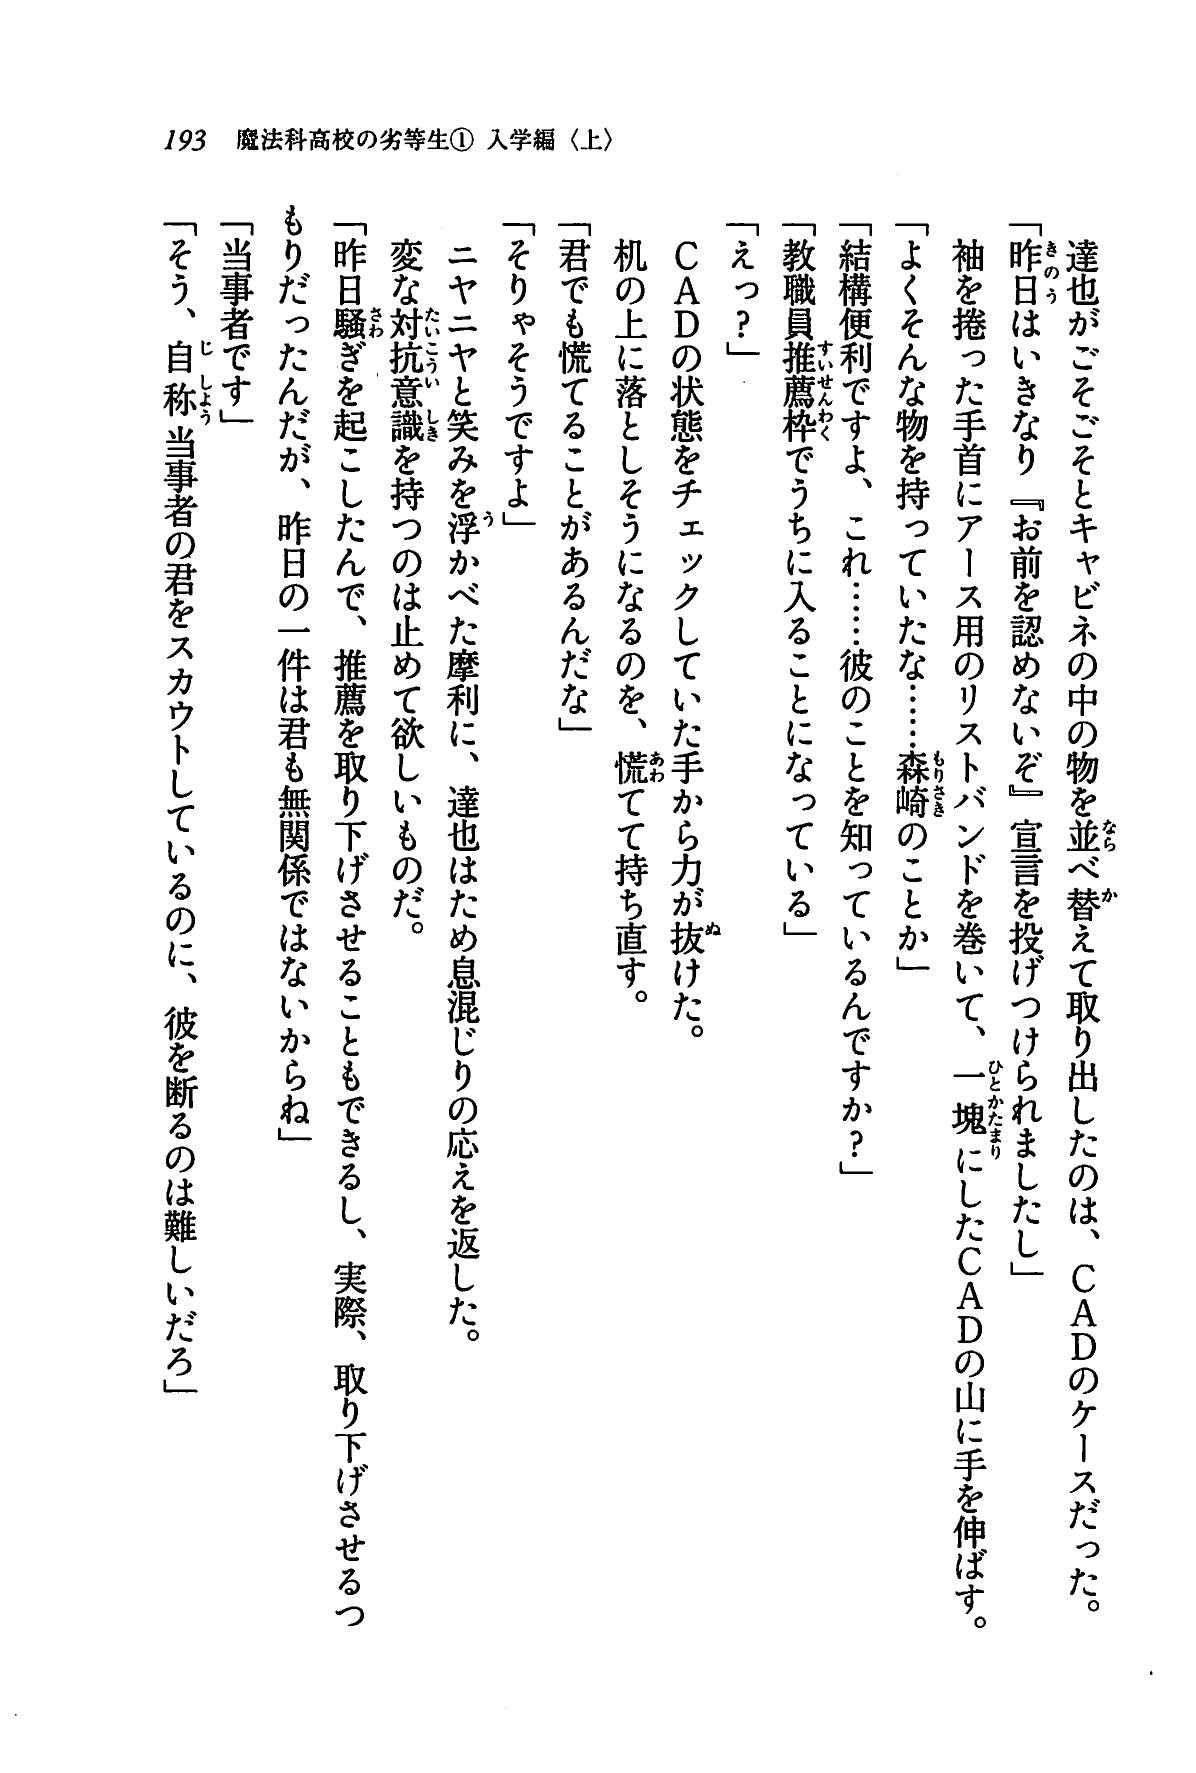 193 魔法科高校の劣等生① 入学編〈上〉
達也がごそごそとキャビネの中の物を並べ替えて取り出したのは、CADのケースだった。
「昨日はいきなり『お前を認めないぞ』宣言を投げつけられましたし」
袖を捲った手首にアース用のリストバンドを巻いて、一塊にしたCADの山に手を伸ばす。
「よくそんな物を持っていたな……森崎のことか」
「結構便利ですよ、これ……彼のことを知っているんですか?」
「教職員推薦枠でうちに入ることになっている」
「えっ?」
CADの状態をチェックしていた手から力が抜けた。
机の上に落としそうになるのを、慌てて持ち直す。
「君でも慌てることがあるんだな」
「そりゃそうですよ」
ニヤニヤと笑みを浮かべた摩利に、達也はため息混じりの応えを返した。
変な対抗意識を持つのは止めて欲しいものだ。
「昨日騒ぎを起こしたんで、推薦を取り下げさせることもできるし、実際、取り下げさせるつ
もりだったんだが、昨日の一件は君も無関係ではないからね」
「当事者です」
「そう、自称当事者の君をスカウトしているのに、彼を断るのは難しいだろ」